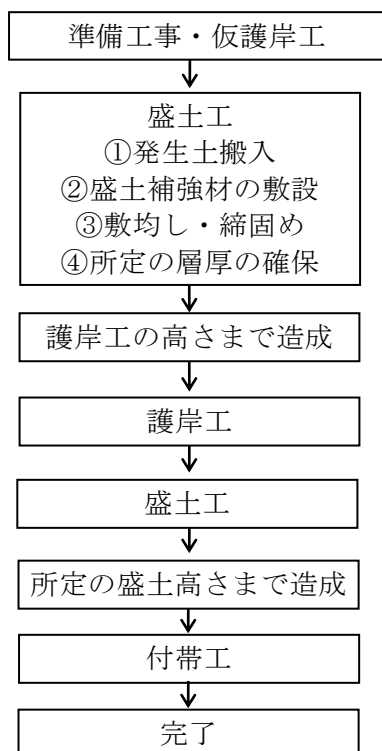 準備工事・仮護岸工
盛土工
①発生土搬入
②盛土補強材の敷設
③敷均し・締固め
④所定の層厚の確保
護岸工の高さまで造成
護岸工
盛土工
所定の盛土高さまで造成
付帯工
完了